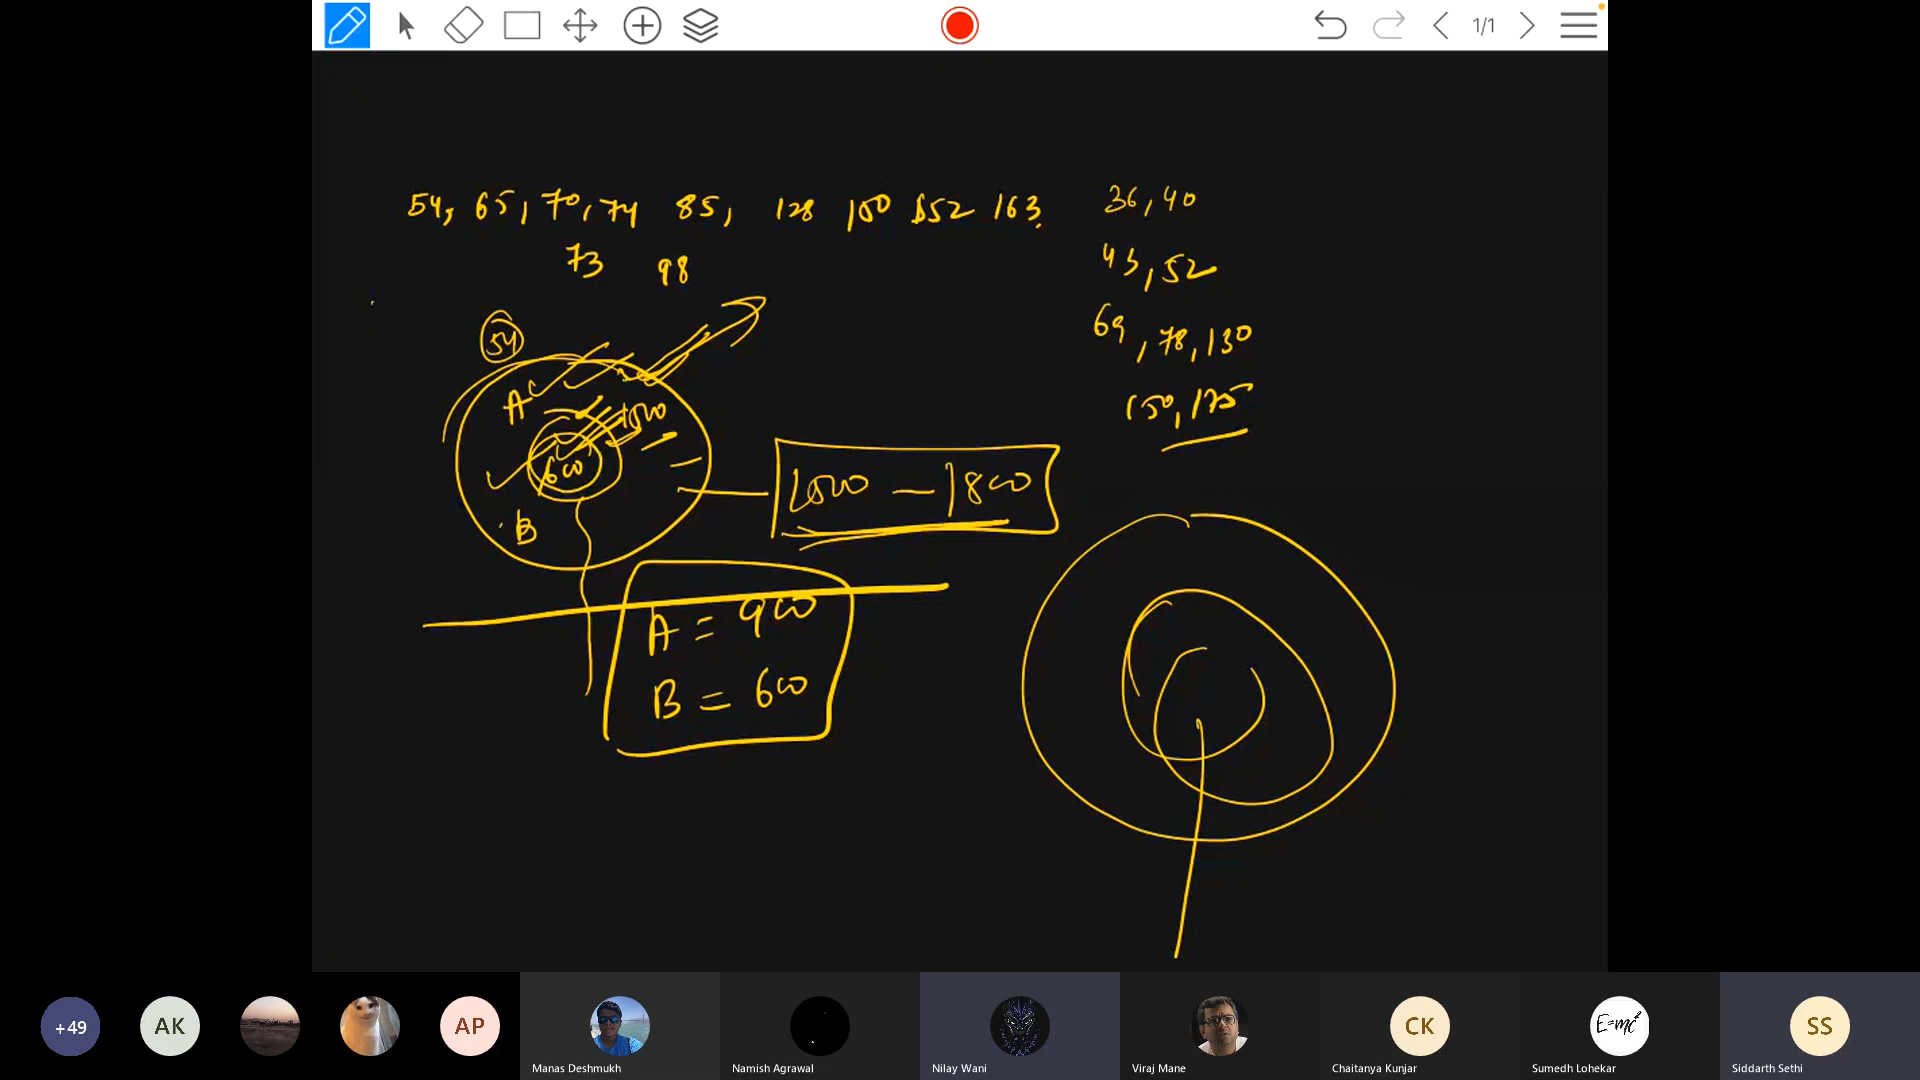 1/1
54, 65, 70, 74 85, 128 150 152 163.
73 98
36, 40
43, 52
69, 78, 130
150, 175
54
A
1500
600
B
1500 – 1800
A = 900
B = 600
+49
AK
AP
CK
E=mc²
SS
Manas Deshmukh
Namish Agrawal
Nilay Wani
Viraj Mane
Chaitanya Kunjar
Sumedh Lohekar
Siddarth Sethi